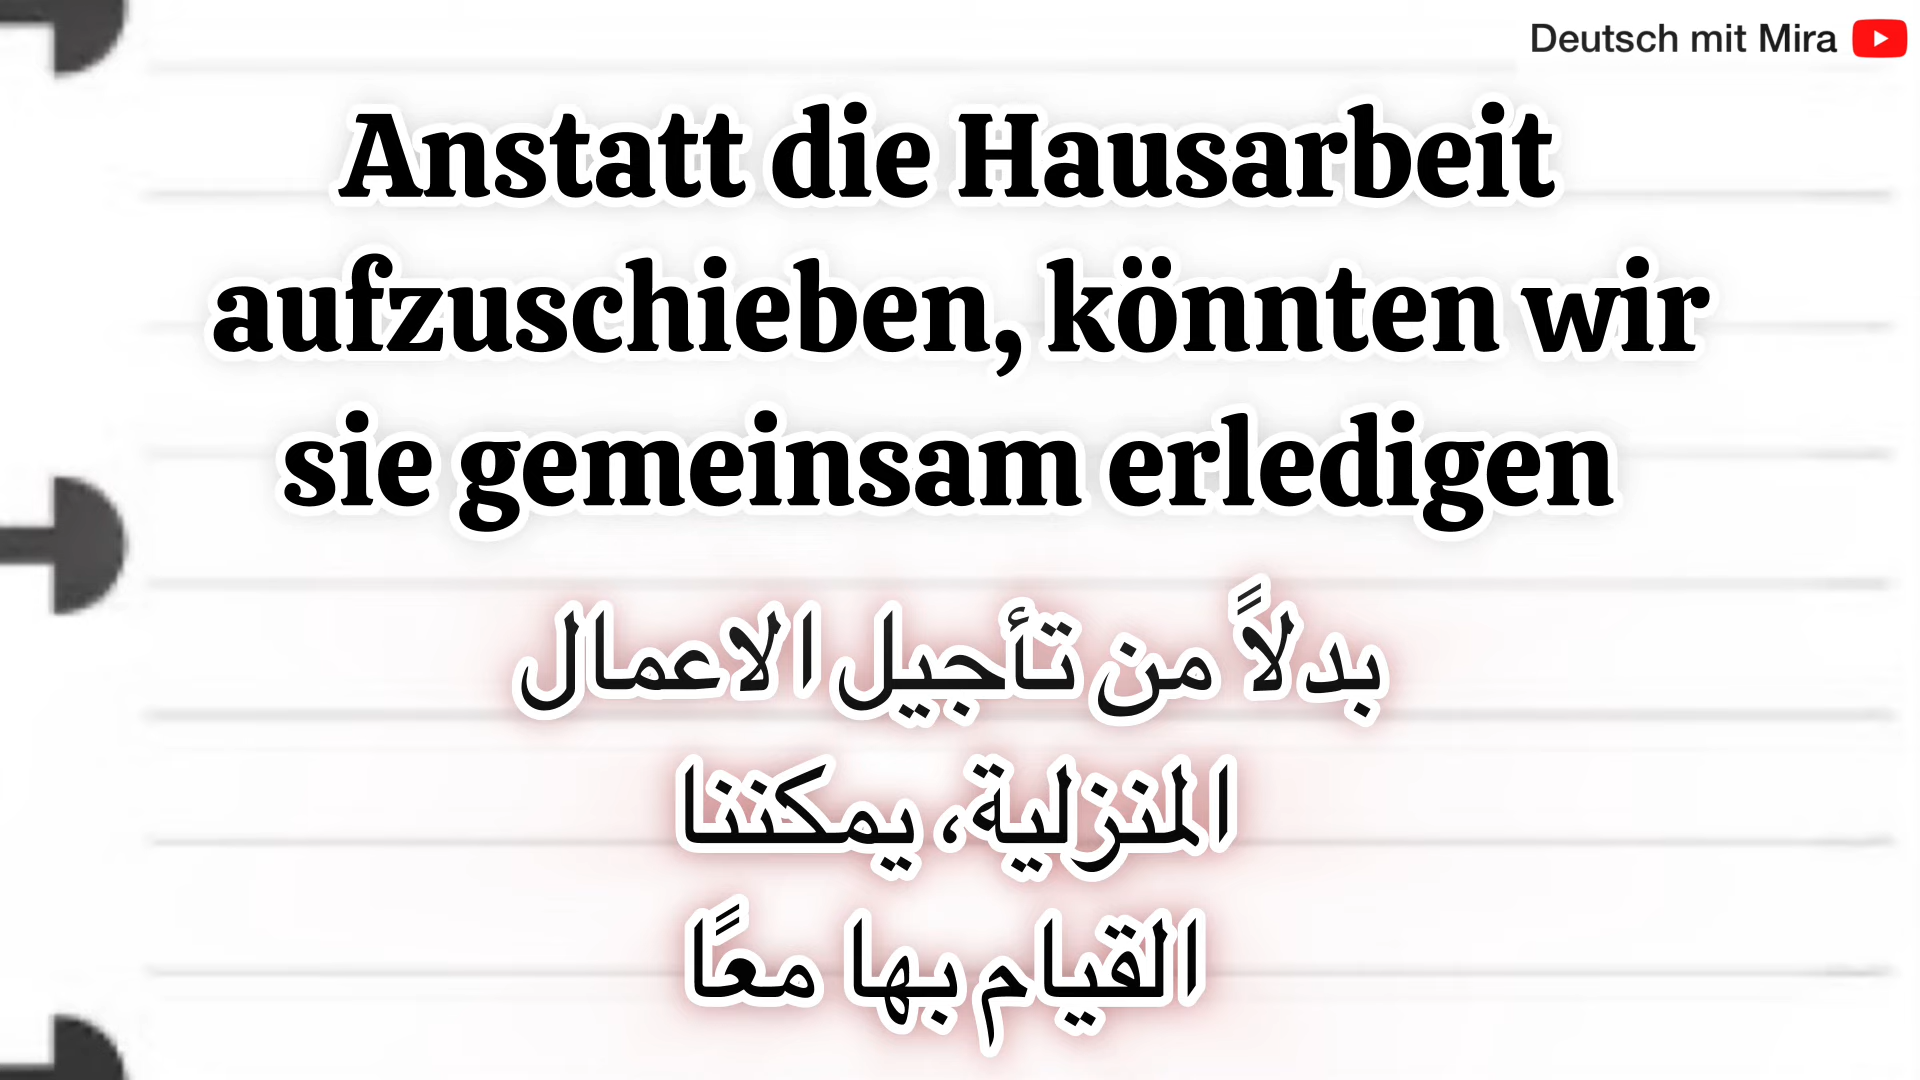 Deutsch mit Mira
Anstatt die Hausarbeit
aufzuschieben, könnten wir
sie gemeinsam erledigen
بدلاً من تأجيل الاعمال
المنزلية، يمكننا
القيام بها معًا